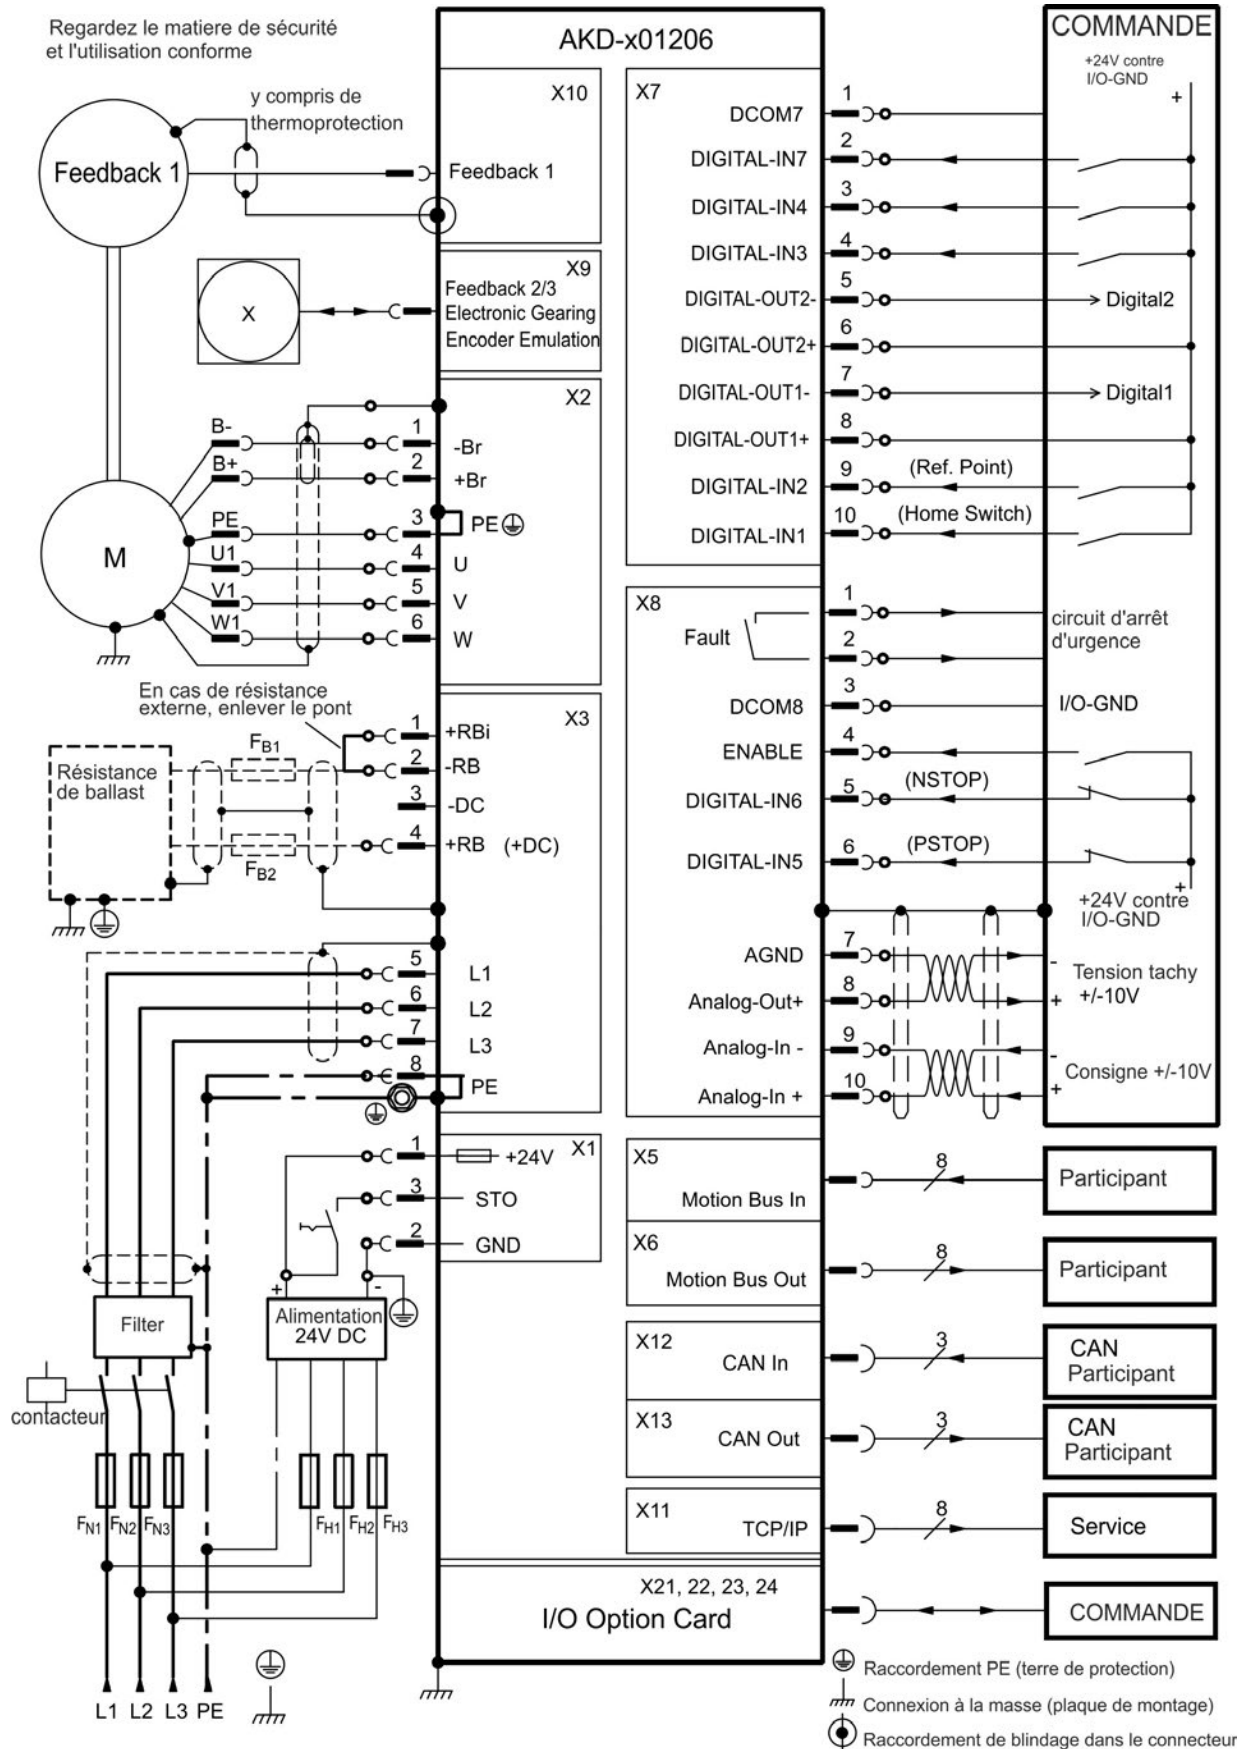 Regardez le matiere de sécurité
et l'utilisation conforme
AKD-x01206
COMMANDE
+24V contre
I/O-GND
+
y compris de
thermoprotection
Feedback 1
X10
Feedback 1
X9
Feedback 2/3
Electronic Gearing
Encoder Emulation
X
X2
B-
1
-Br
B+
2
+Br
PE
3
PE
U1
4
U
V1
5
V
W1
6
W
M
En cas de résistance
externe, enlever le pont
X3
FB1
1
+RBi
2
-RB
Résistance
de ballast
3
-DC
4
+RB (+DC)
FB2
5
L1
6
L2
7
L3
8
PE
X1
1
+24V
3
STO
2
GND
+
-
Filter
Alimentation
24V DC
contacteur
FN1
FN2
FN3
FH1
FH2
FH3
L1 L2 L3 PE
X7
DCOM7
1
DIGITAL-IN7
2
DIGITAL-IN4
3
DIGITAL-IN3
4
DIGITAL-OUT2-
5
Digital2
DIGITAL-OUT2+
6
DIGITAL-OUT1-
7
Digital1
DIGITAL-OUT1+
8
DIGITAL-IN2
9
(Ref. Point)
DIGITAL-IN1
10
(Home Switch)
X8
Fault
1
2
circuit d'arrêt
d'urgence
DCOM8
3
I/O-GND
ENABLE
4
DIGITAL-IN6
5
(NSTOP)
DIGITAL-IN5
6
(PSTOP)
+
+24V contre
I/O-GND
AGND
7
-
Analog-Out+
8
+
Tension tachy
+/-10V
Analog-In -
9
-
Analog-In +
10
+
Consigne +/-10V
X5
Motion Bus In
8
Participant
X6
Motion Bus Out
8
Participant
X12
CAN In
3
CAN
Participant
X13
CAN Out
3
CAN
Participant
X11
TCP/IP
8
Service
X21, 22, 23, 24
I/O Option Card
COMMANDE
Raccordement PE (terre de protection)
Connexion à la masse (plaque de montage)
Raccordement de blindage dans le connecteur